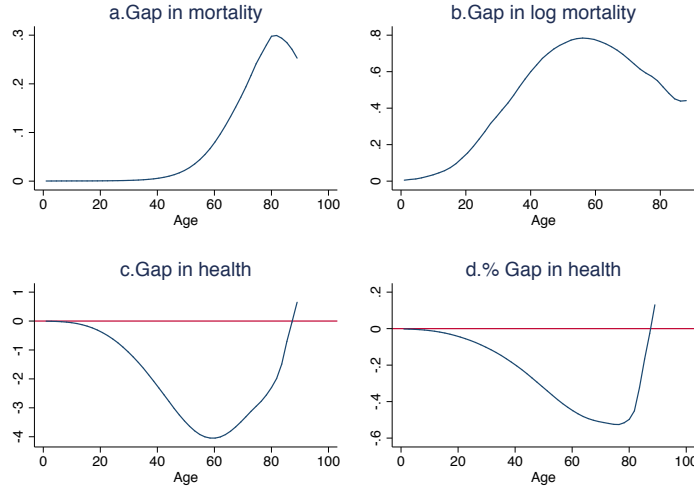 a.Gap in mortality
.3
.2
.1
0
0 20 40 60 80 100
Age
b.Gap in log mortality
.8
.6
.4
.2
0
0 20 40 60 80
Age
c.Gap in health
1
0
-1
-2
-3
-4
0 20 40 60 80 100
Age
d.% Gap in health
.2
0
-.2
-.4
-.6
0 20 40 60 80 100
Age